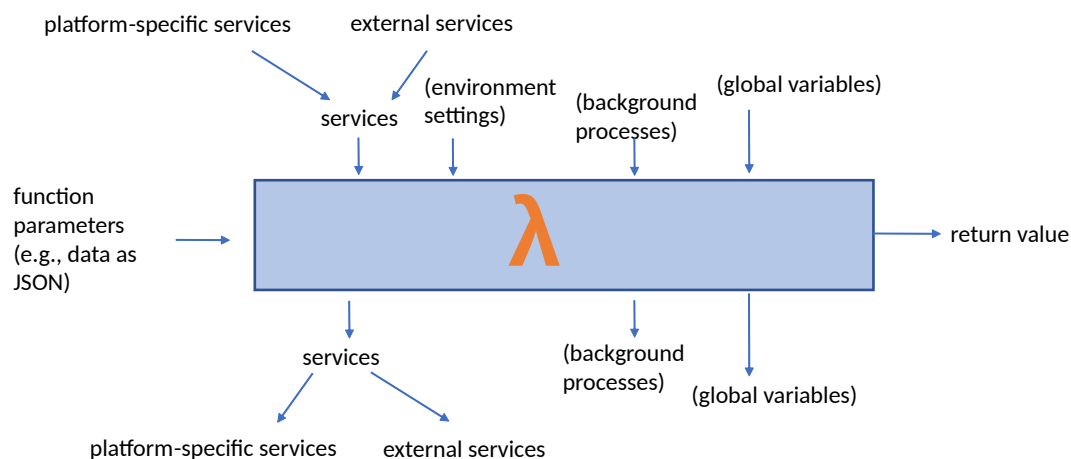 platform-specific services
external services
(environment
settings)
(background
processes)
(global variables)
services
function
parameters
(e.g., data as
JSON)
λ
return value
services
(background
processes)
(global variables)
platform-specific services
external services